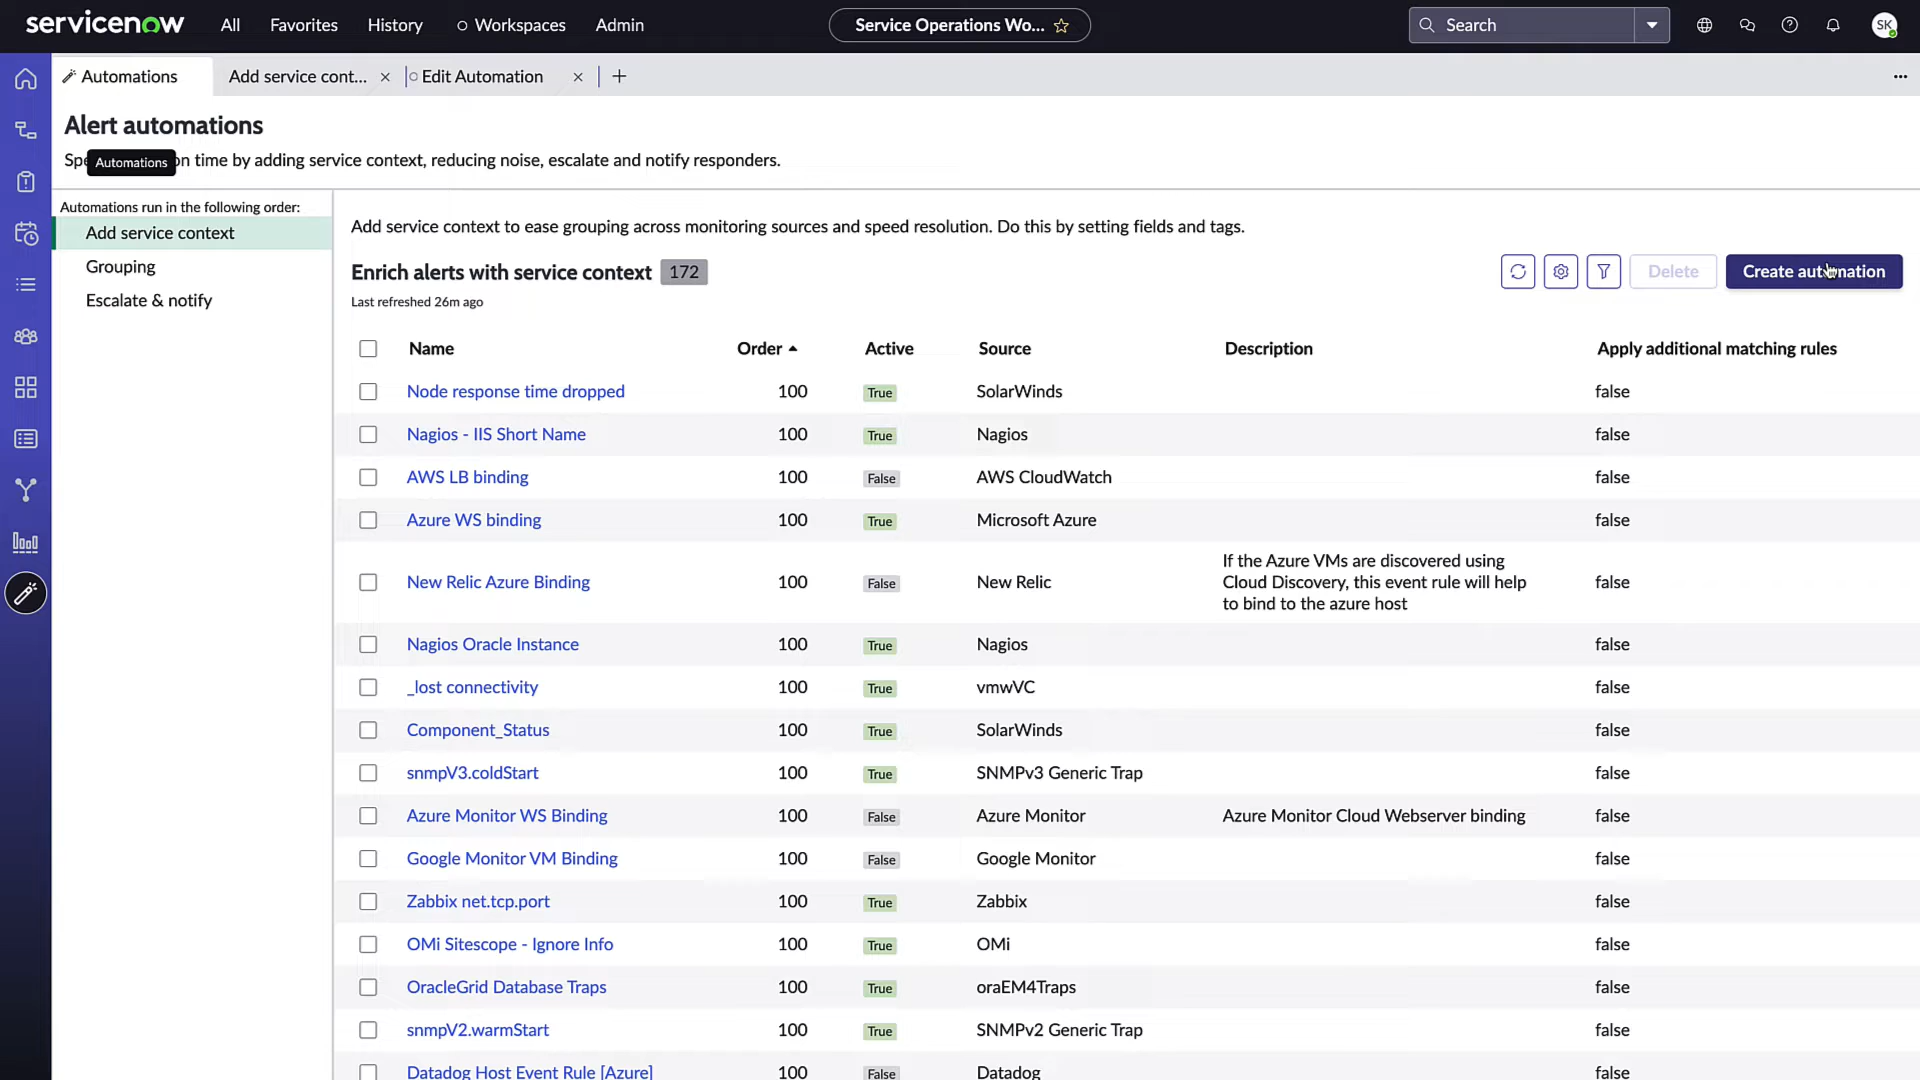 servicenow
All
Favorites
History
Workspaces
Admin
Service Operations Wo...
Search
SK
Automations
Add service cont...
Edit Automation
Alert automations
Spe
Automations
n time by adding service context, reducing noise, escalate and notify responders.
Automations run in the following order:
Add service context
Grouping
Escalate & notify
Add service context to ease grouping across monitoring sources and speed resolution. Do this by setting fields and tags.
Enrich alerts with service context 172
Last refreshed 26m ago
Delete
Create automation
Name Order Active Source Description Apply additional matching rules
Node response time dropped 100 True SolarWinds false
Nagios - IIS Short Name 100 True Nagios false
AWS LB binding 100 False AWS CloudWatch false
Azure WS binding 100 True Microsoft Azure false
If the Azure VMs are discovered using
New Relic Azure Binding 100 False New Relic Cloud Discovery, this event rule will help false
to bind to the azure host
Nagios Oracle Instance 100 True Nagios false
_lost connectivity 100 True vmwVC false
Component_Status 100 True SolarWinds false
snmpV3.coldStart 100 True SNMPv3 Generic Trap false
Azure Monitor WS Binding 100 False Azure Monitor Azure Monitor Cloud Webserver binding false
Google Monitor VM Binding 100 False Google Monitor false
Zabbix net.tcp.port 100 True Zabbix false
OMi Sitescope - Ignore Info 100 True OMi false
OracleGrid Database Traps 100 True oraEM4Traps false
snmpV2.warmStart 100 True SNMPv2 Generic Trap false
Datadog Host Event Rule [Azure] 100 False Datadog false